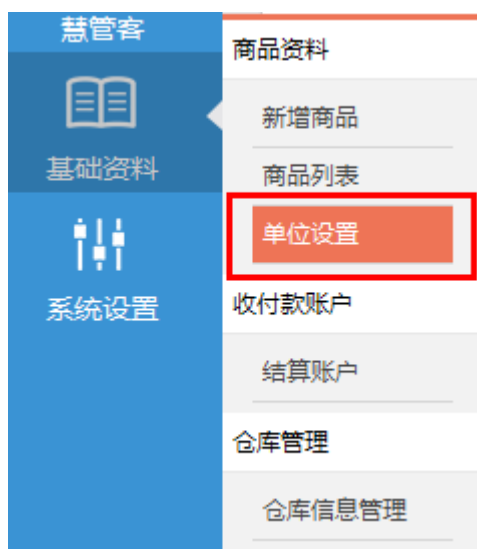 慧管客
基础资料
系统设置
商品资料
新增商品
商品列表
单位设置
收付款账户
结算账户
仓库管理
仓库信息管理